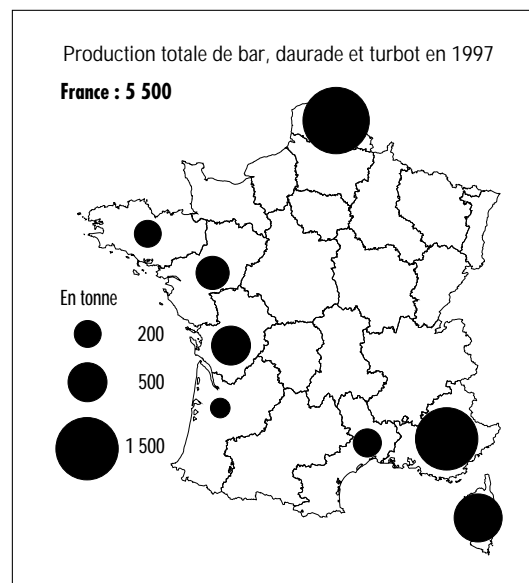 Production totale de bar, daurade et turbot en 1997
France : 5 500
En tonne
200
500
1 500